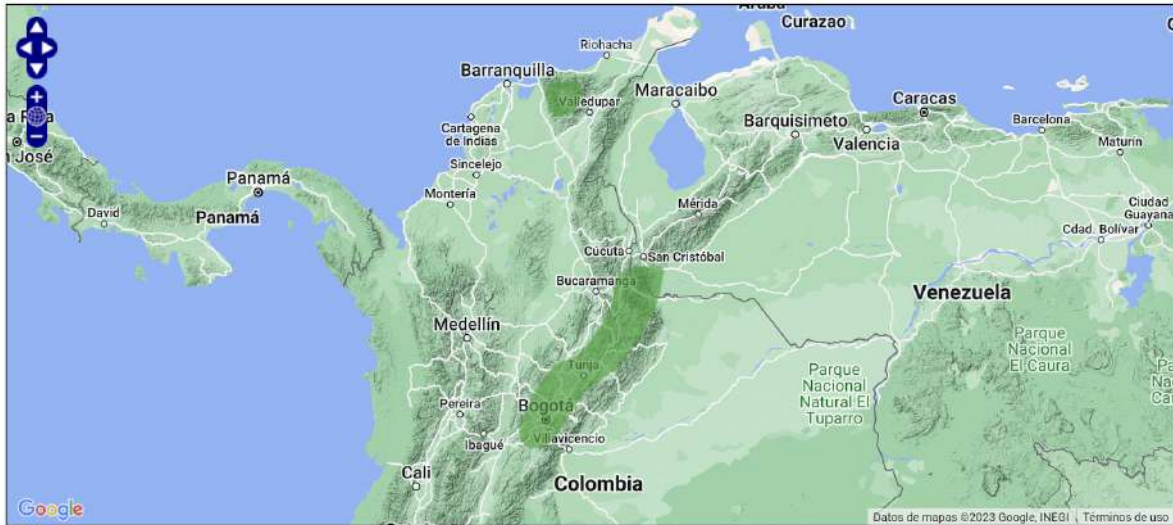 Aruba
Curazao
Riohacha
Barranquilla
Valledupar
Maracaibo
Caracas
Cartagena
de Indias
Barquisimeto
Barcelona
Valencia
Maturín
San José
Sincelejo
Panamá
Montería
Mérida
David
Panamá
Ciudad
Guayana
Cdad. Bolívar
Cúcuta
San Cristóbal
Bucaramanga
Venezuela
Medellín
Parque
Nacional
El Caura
Tunja
Parque
Nacional
Natural El
Tuparro
Pereira
Bogotá
Villavicencio
Ibagué
Cali
Colombia
Google
Datos de mapas ©2023 Google, INEGI
Términos de uso